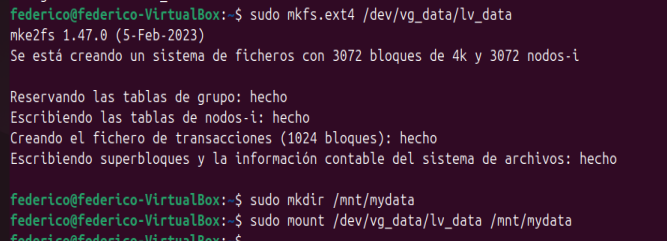 federico@federico-VirtualBox:~$ sudo mkfs.ext4 /dev/vg_data/lv_data
mke2fs 1.47.0 (5-Feb-2023)
Se está creando un sistema de ficheros con 3072 bloques de 4k y 3072 nodos-i
Reservando las tablas de grupo: hecho
Escribiendo las tablas de nodos-i: hecho
Creando el fichero de transacciones (1024 bloques): hecho
Escribiendo superbloques y la información contable del sistema de archivos: hecho
federico@federico-VirtualBox:~$ sudo mkdir /mnt/mydata
federico@federico-VirtualBox:~$ sudo mount /dev/vg_data/lv_data /mnt/mydata
federico@federico-VirtualBox:~$